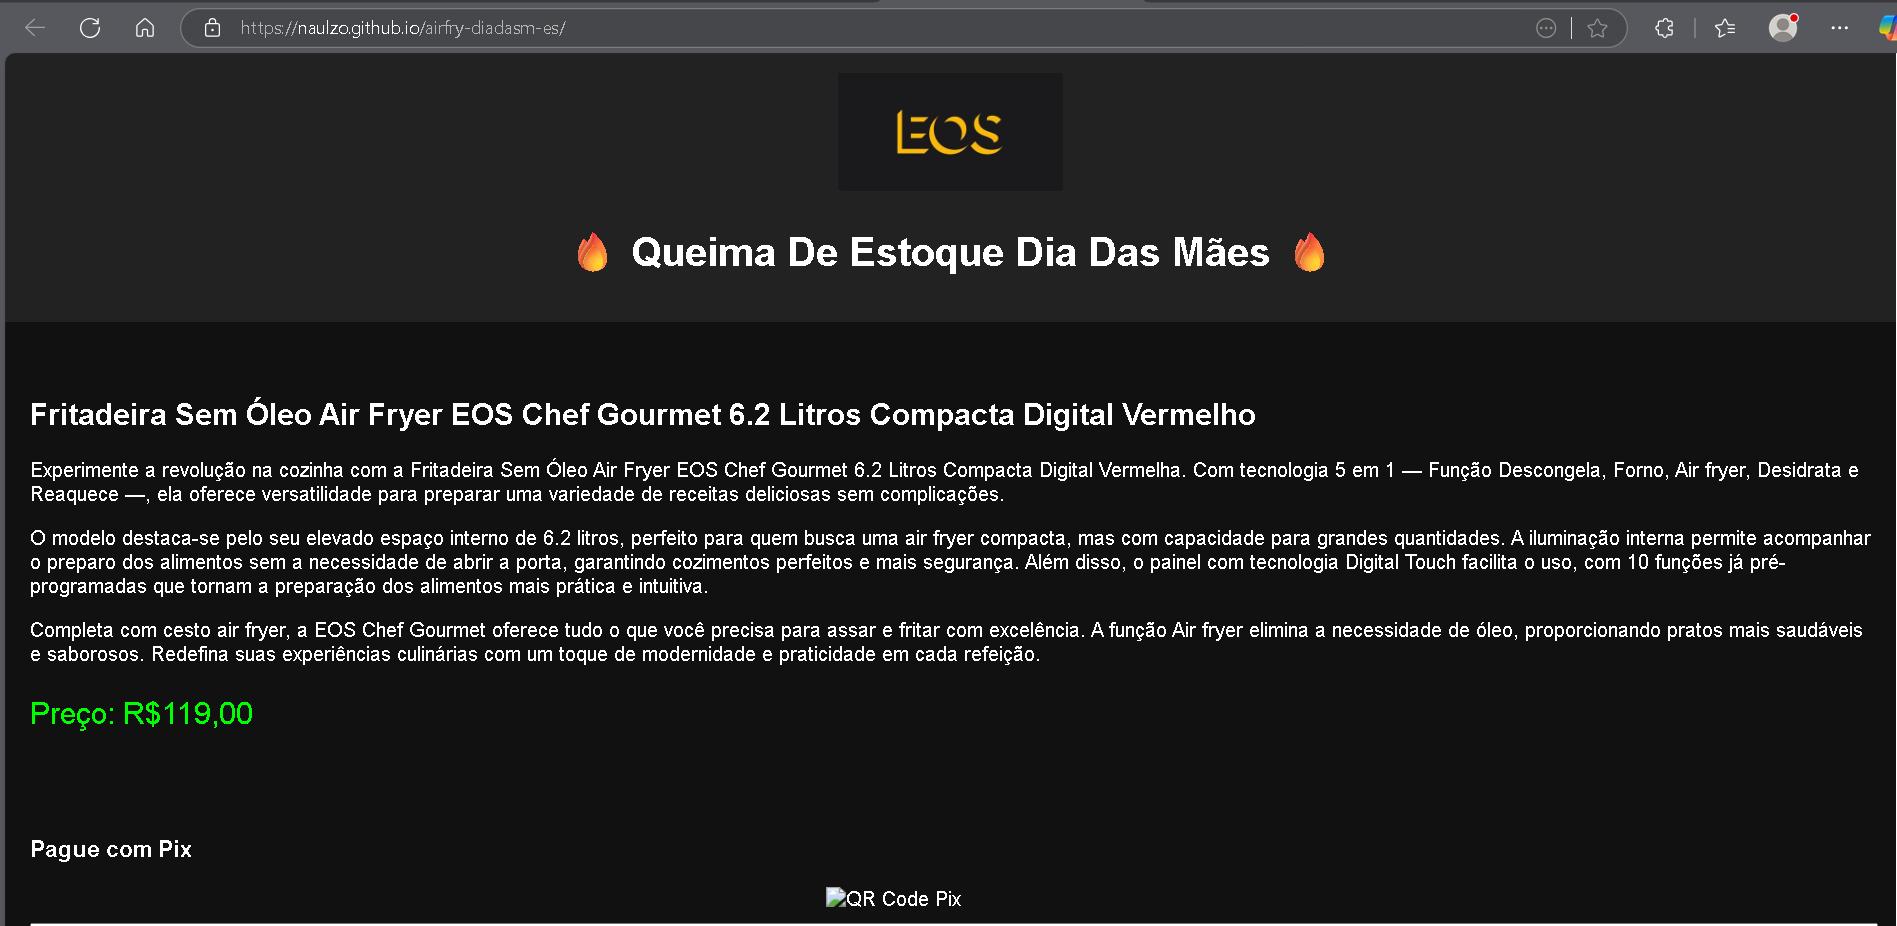 https://naulzo.github.io/airfry-diadasm-es/
EOS
🔥 Queima De Estoque Dia Das Mães 🔥
Fritadeira Sem Óleo Air Fryer EOS Chef Gourmet 6.2 Litros Compacta Digital Vermelho
Experimente a revolução na cozinha com a Fritadeira Sem Óleo Air Fryer EOS Chef Gourmet 6.2 Litros Compacta Digital Vermelha. Com tecnologia 5 em 1 — Função Descongela, Forno, Air fryer, Desidrata e
Reaquece —, ela oferece versatilidade para preparar uma variedade de receitas deliciosas sem complicações.
O modelo destaca-se pelo seu elevado espaço interno de 6.2 litros, perfeito para quem busca uma air fryer compacta, mas com capacidade para grandes quantidades. A iluminação interna permite acompanhar
o preparo dos alimentos sem a necessidade de abrir a porta, garantindo cozimentos perfeitos e mais segurança. Além disso, o painel com tecnologia Digital Touch facilita o uso, com 10 funções já pré-
programadas que tornam a preparação dos alimentos mais prática e intuitiva.
Completa com cesto air fryer, a EOS Chef Gourmet oferece tudo o que você precisa para assar e fritar com excelência. A função Air fryer elimina a necessidade de óleo, proporcionando pratos mais saudáveis
e saborosos. Redefina suas experiências culinárias com um toque de modernidade e praticidade em cada refeição.
Preço: R$119,00
Pague com Pix
QR Code Pix